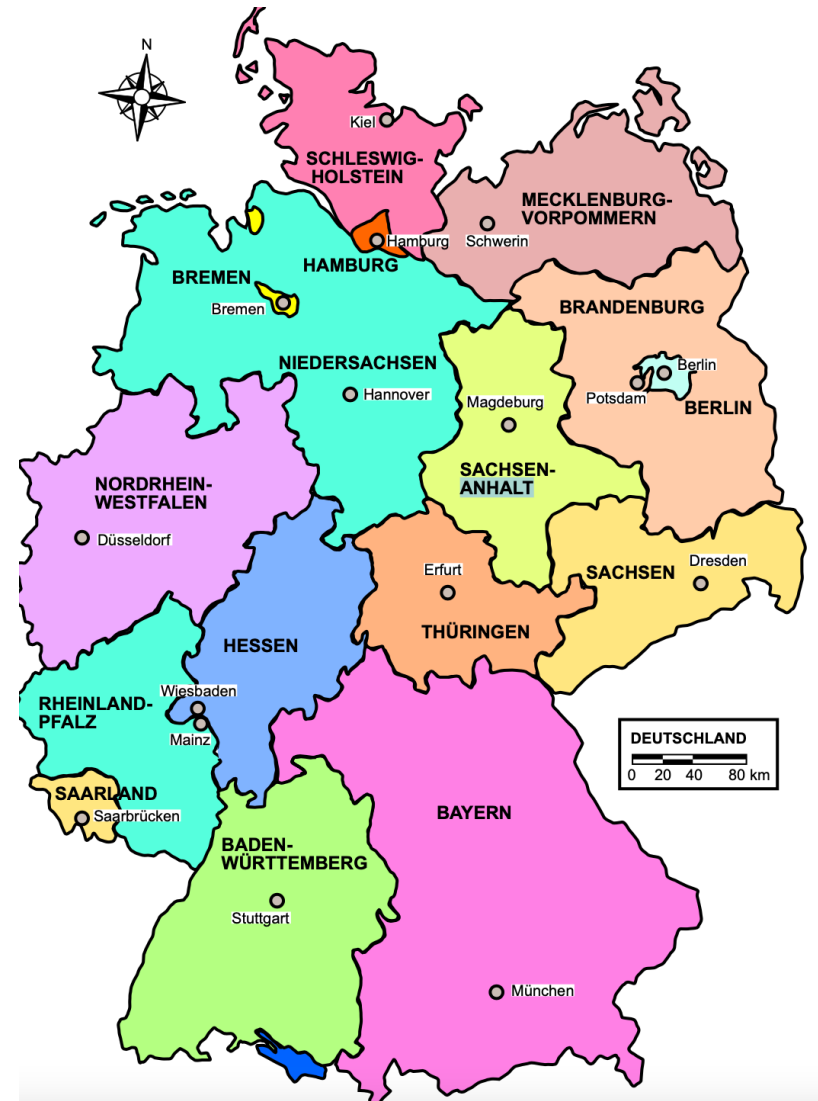 N
Kiel
SCHLESWIG-
HOLSTEIN
MECKLENBURG-
VORPOMMERN
Schwerin
Hamburg
HAMBURG
BREMEN
Bremen
BRANDENBURG
NIEDERSACHSEN
Hannover
Berlin
Potsdam
BERLIN
Magdeburg
SACHSEN-
ANHALT
NORDRHEIN-
WESTFALEN
Düsseldorf
Erfurt
THÜRINGEN
SACHSEN
Dresden
HESSEN
Wiesbaden
Mainz
RHEINLAND-
PFALZ
SAARLAND
Saarbrücken
DEUTSCHLAND
0 20 40 80 km
BAYERN
BADEN-
WÜRTTEMBERG
Stuttgart
München